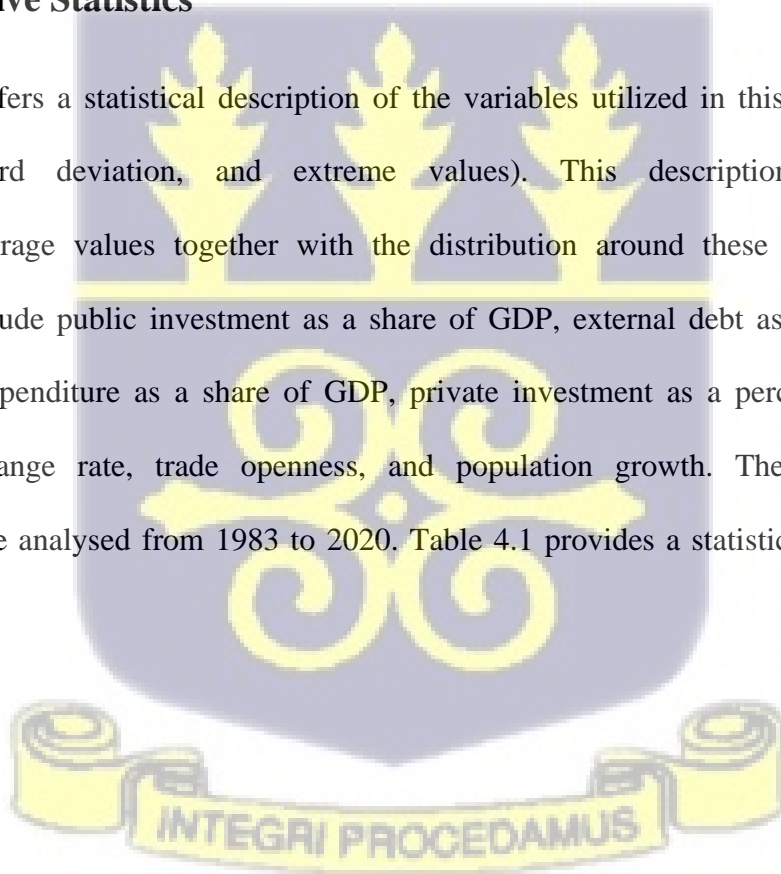 ve Statistics
fers a statistical description of the variables utilized in this
rd deviation, and extreme values). This description
rage values together with the distribution around these
ude public investment as a share of GDP, external debt as
penditure as a share of GDP, private investment as a perc
ange rate, trade openness, and population growth. The
e analysed from 1983 to 2020. Table 4.1 provides a statistic
INTEGRI PROCEDAMUS